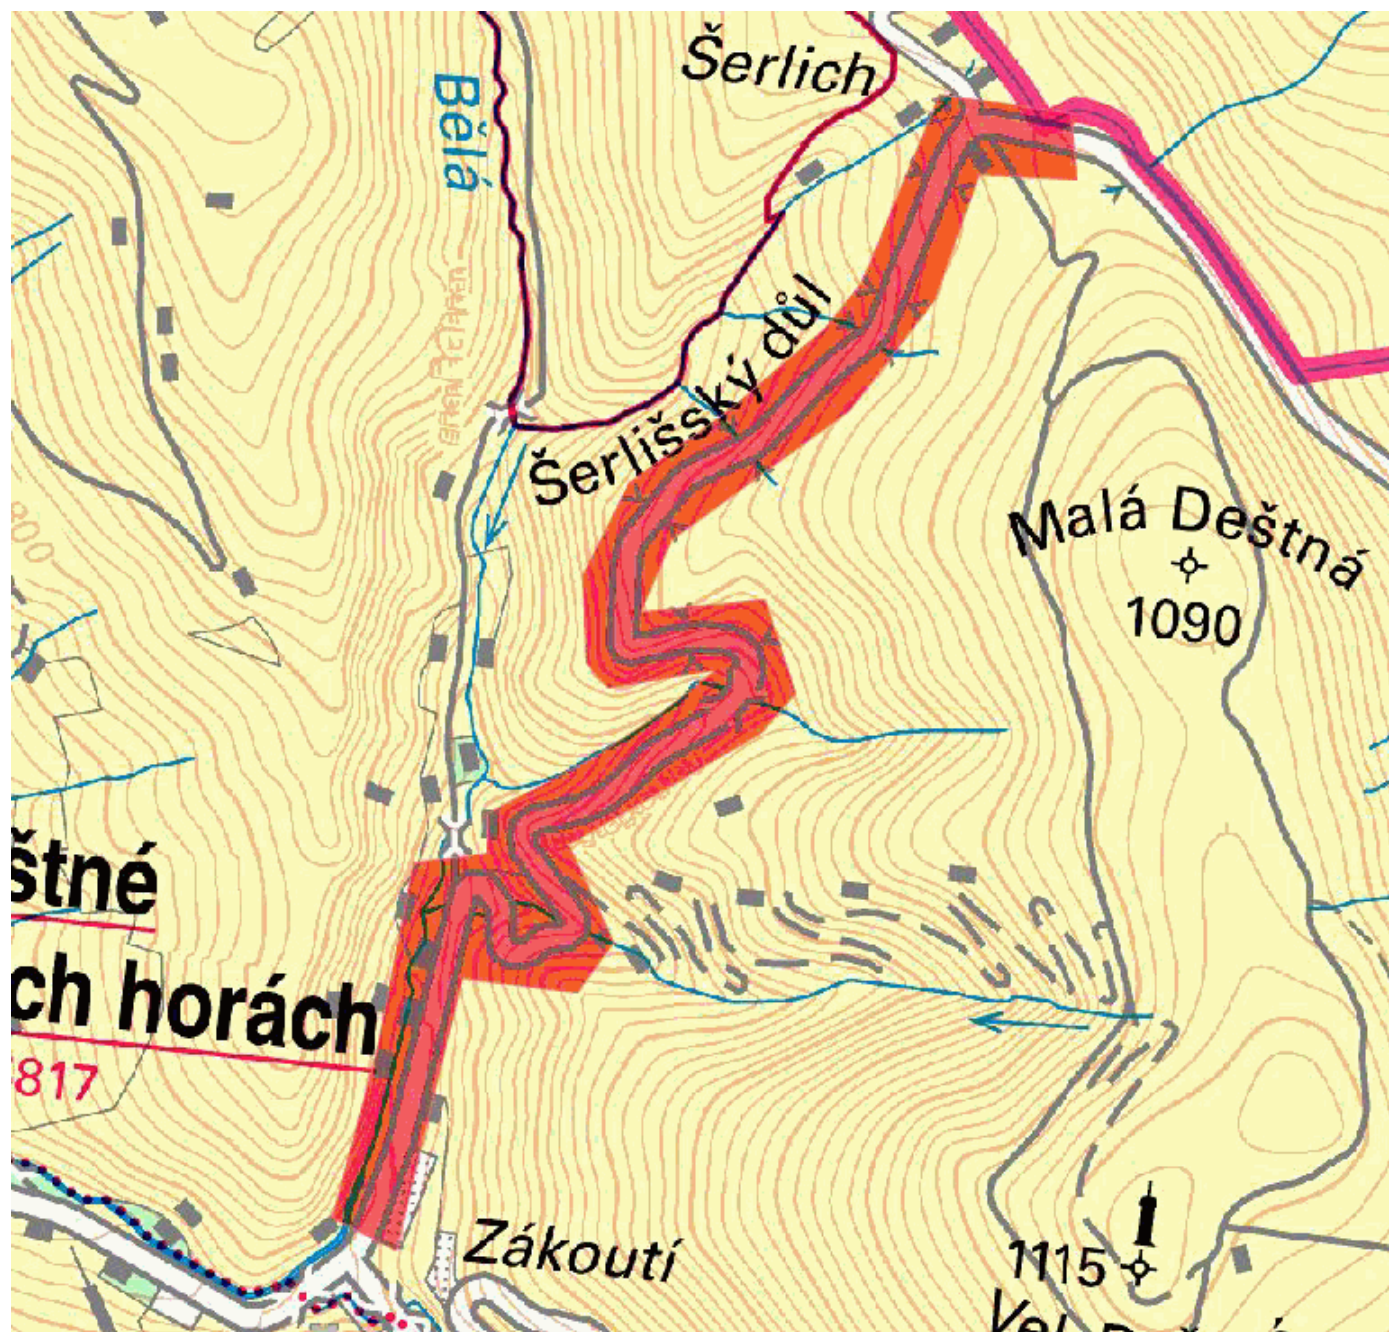 Šerlich
Bělá
Šerlišský důl
Malá Deštná
1090
štné
ch horách
817
Zákoutí
1115